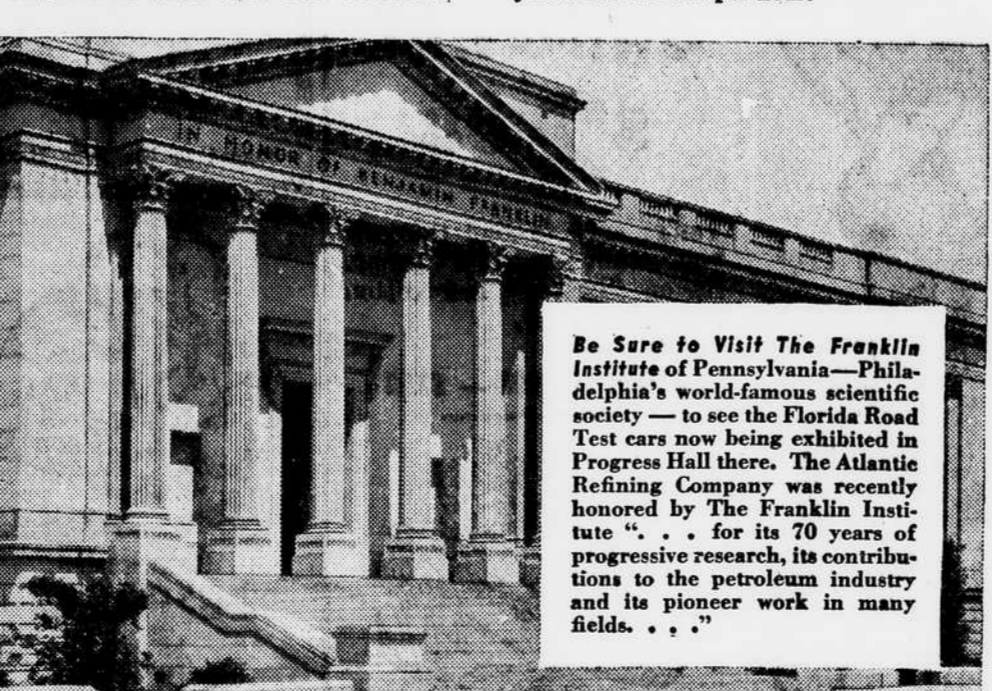 IN HONOR OF BENJAMIN FRANKLIN
Be Sure to Visit The Franklin
Institute of Pennsylvania—Phila-
delphia's world-famous scientific
society — to see the Florida Road
Test cars now being exhibited in
Progress Hall there. The Atlantic
Refining Company was recently
honored by The Franklin Insti-
tute “. . . for its 70 years of
progressive research, its contribu-
tions to the petroleum industry
and its pioneer work in many
fields. . . .”